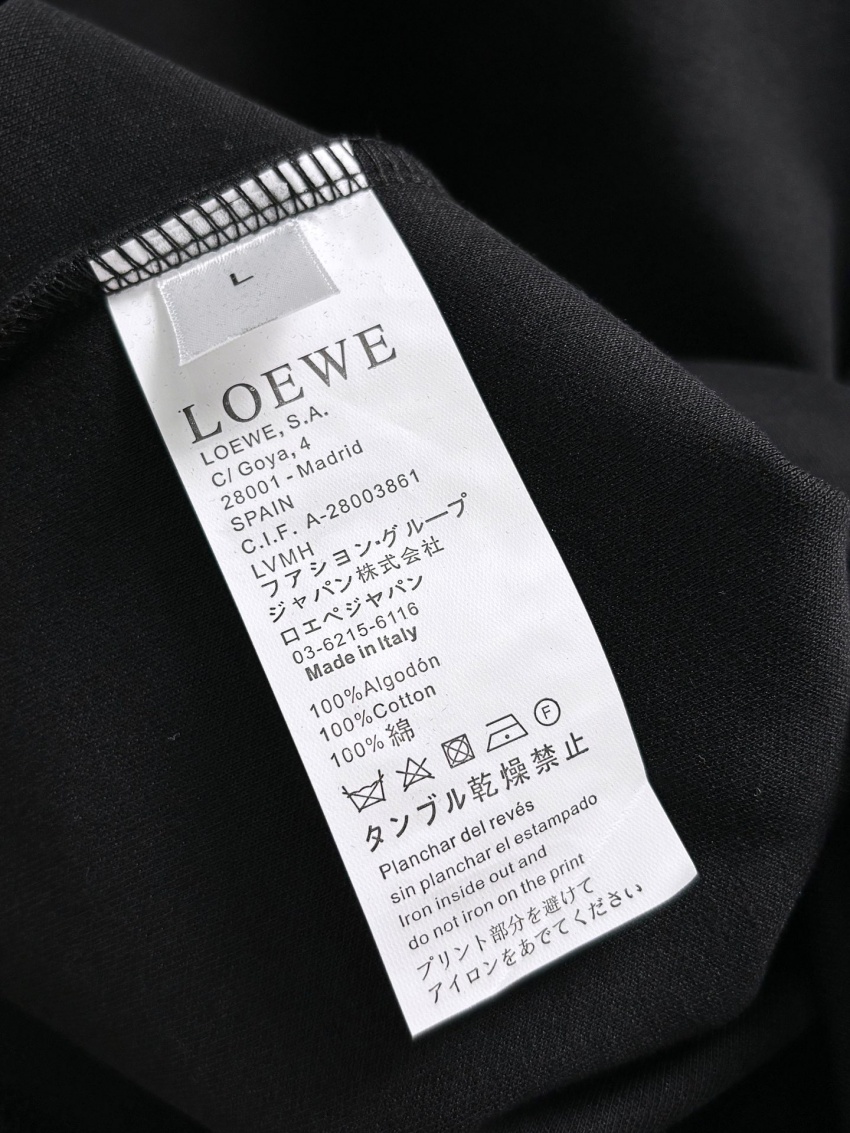 L
LOEWE
LOEWE, S.A.
C/ Goya, 4
28001 - Madrid
SPAIN
C.I.F. A-28003861
LVMH
ファション・グループ
ジャパン株式会社
ロエペジャパン
03-6215-6116
Made in Italy
100%Algodón
100%Cotton
100% 綿
F
タンブル乾燥禁止
Planchar del revés
sin planchar el estampado
Iron inside out and
do not iron on the print
プリント部分を避けて
アイロンをあでてください